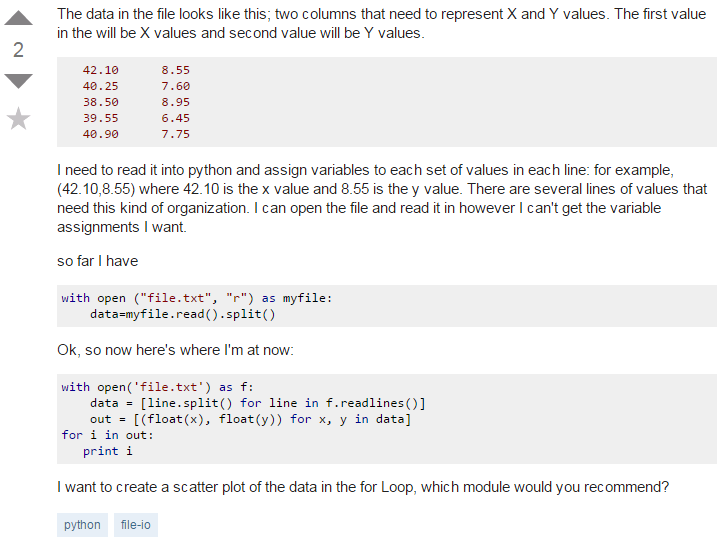 The data in the file looks like this; two columns that need to represent X and Y values. The first value
in the will be X values and second value will be Y values.
2
42.10 8.55
40.25 7.60
38.50 8.95
39.55 6.45
40.90 7.75
I need to read it into python and assign variables to each set of values in each line: for example,
(42.10,8.55) where 42.10 is the x value and 8.55 is the y value. There are several lines of values that
need this kind of organization. I can open the file and read it in however I can't get the variable
assignments I want.
so far I have
with open ("file.txt", "r") as myfile:
    data=myfile.read().split()
Ok, so now here's where I'm at now:
with open('file.txt') as f:
    data = [line.split() for line in f.readlines()]
    out = [(float(x), float(y)) for x, y in data]
for i in out:
   print i
I want to create a scatter plot of the data in the for Loop, which module would you recommend?
python file-io